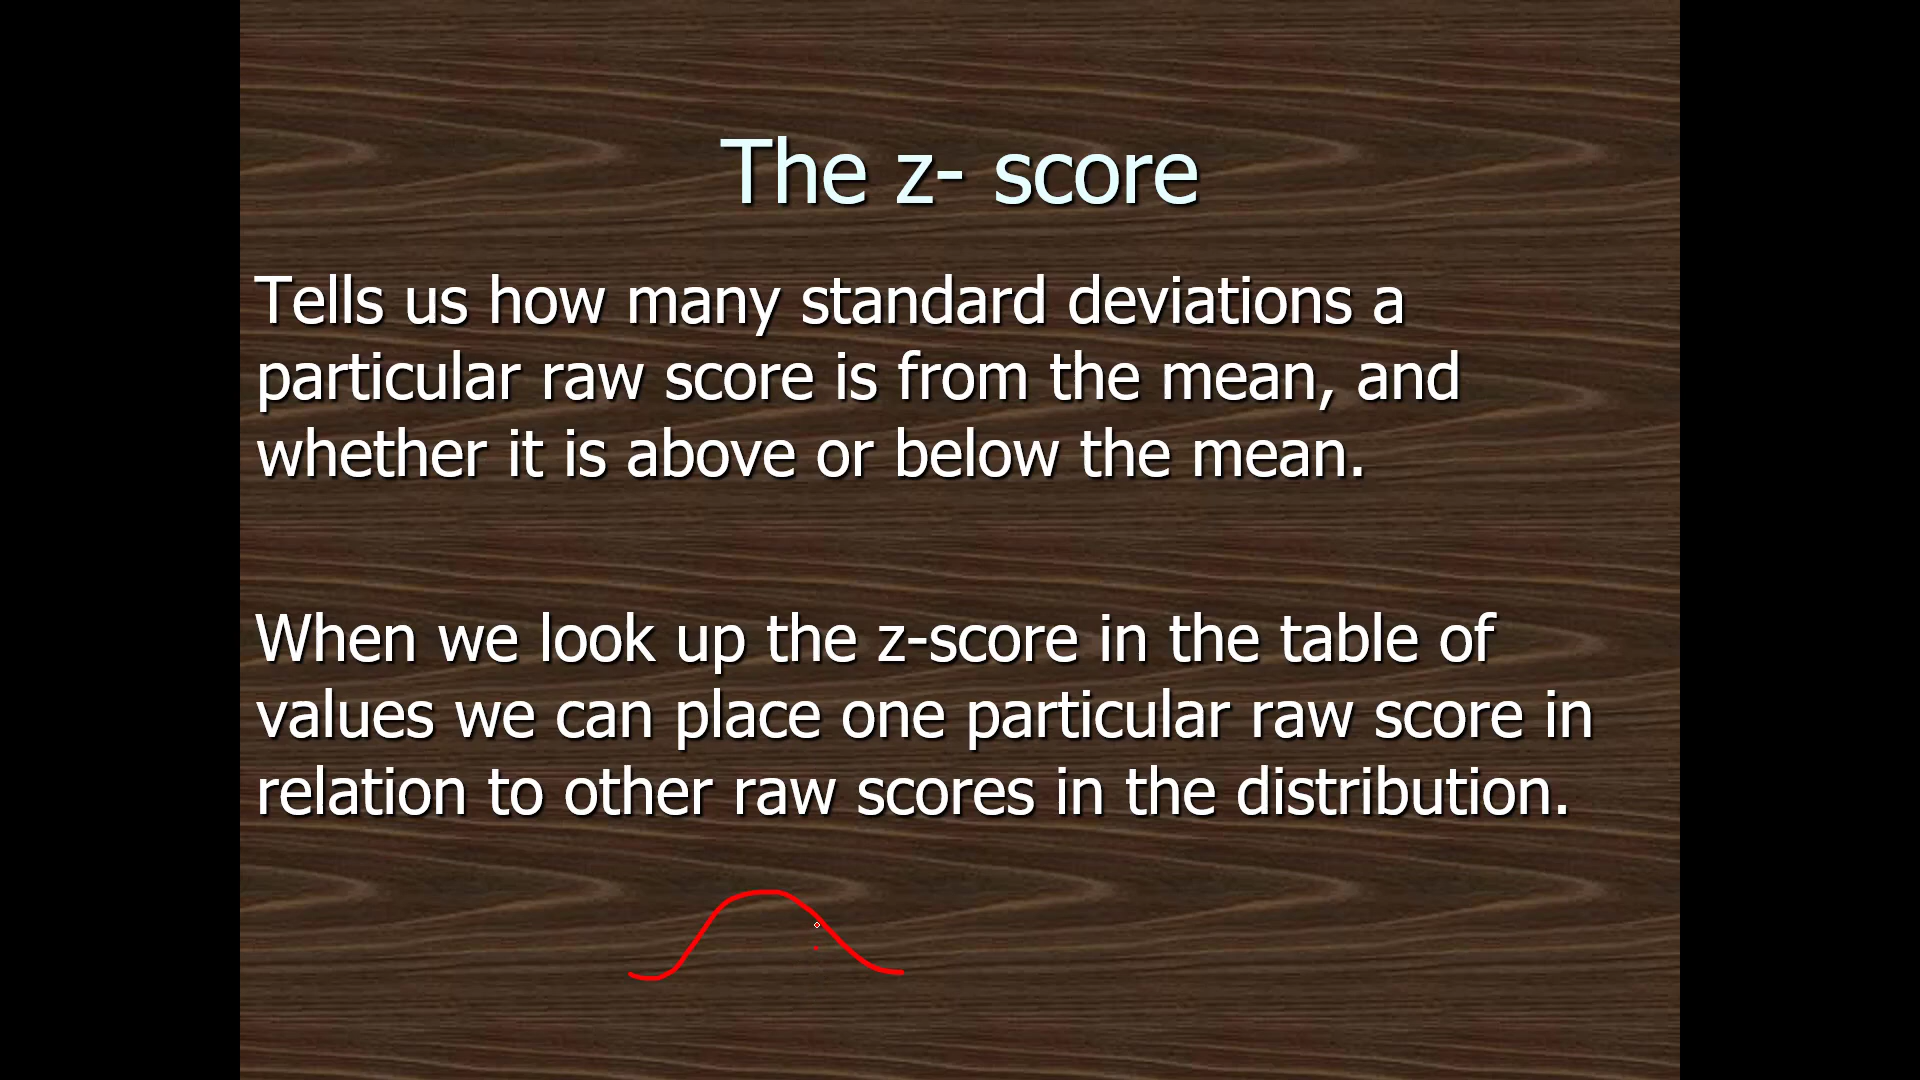 The z- score
Tells us how many standard deviations a
particular raw score is from the mean, and
whether it is above or below the mean.
When we look up the z-score in the table of
values we can place one particular raw score in
relation to other raw scores in the distribution.